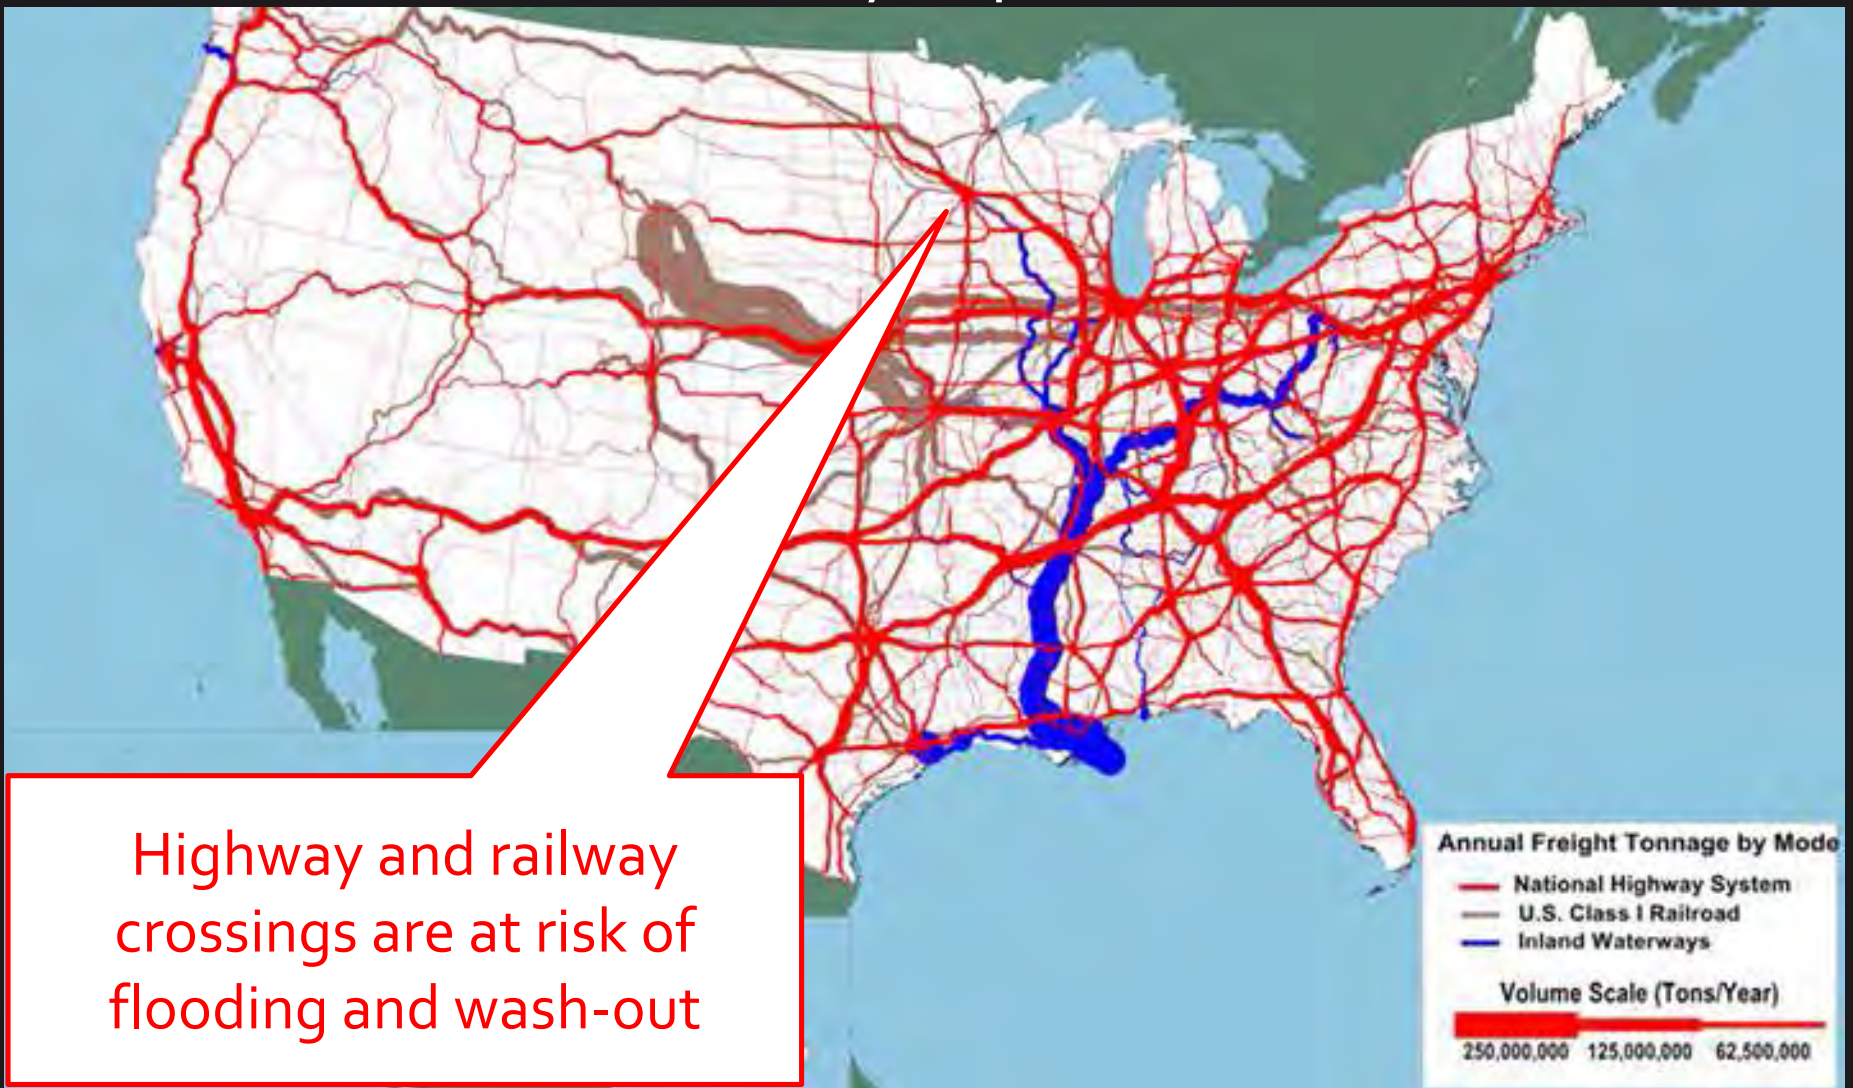 Highway and railway
crossings are at risk of
flooding and wash-out
Annual Freight Tonnage by Mode
National Highway System
U.S. Class I Railroad
Inland Waterways
Volume Scale (Tons/Year)
250,000,000 125,000,000 62,500,000